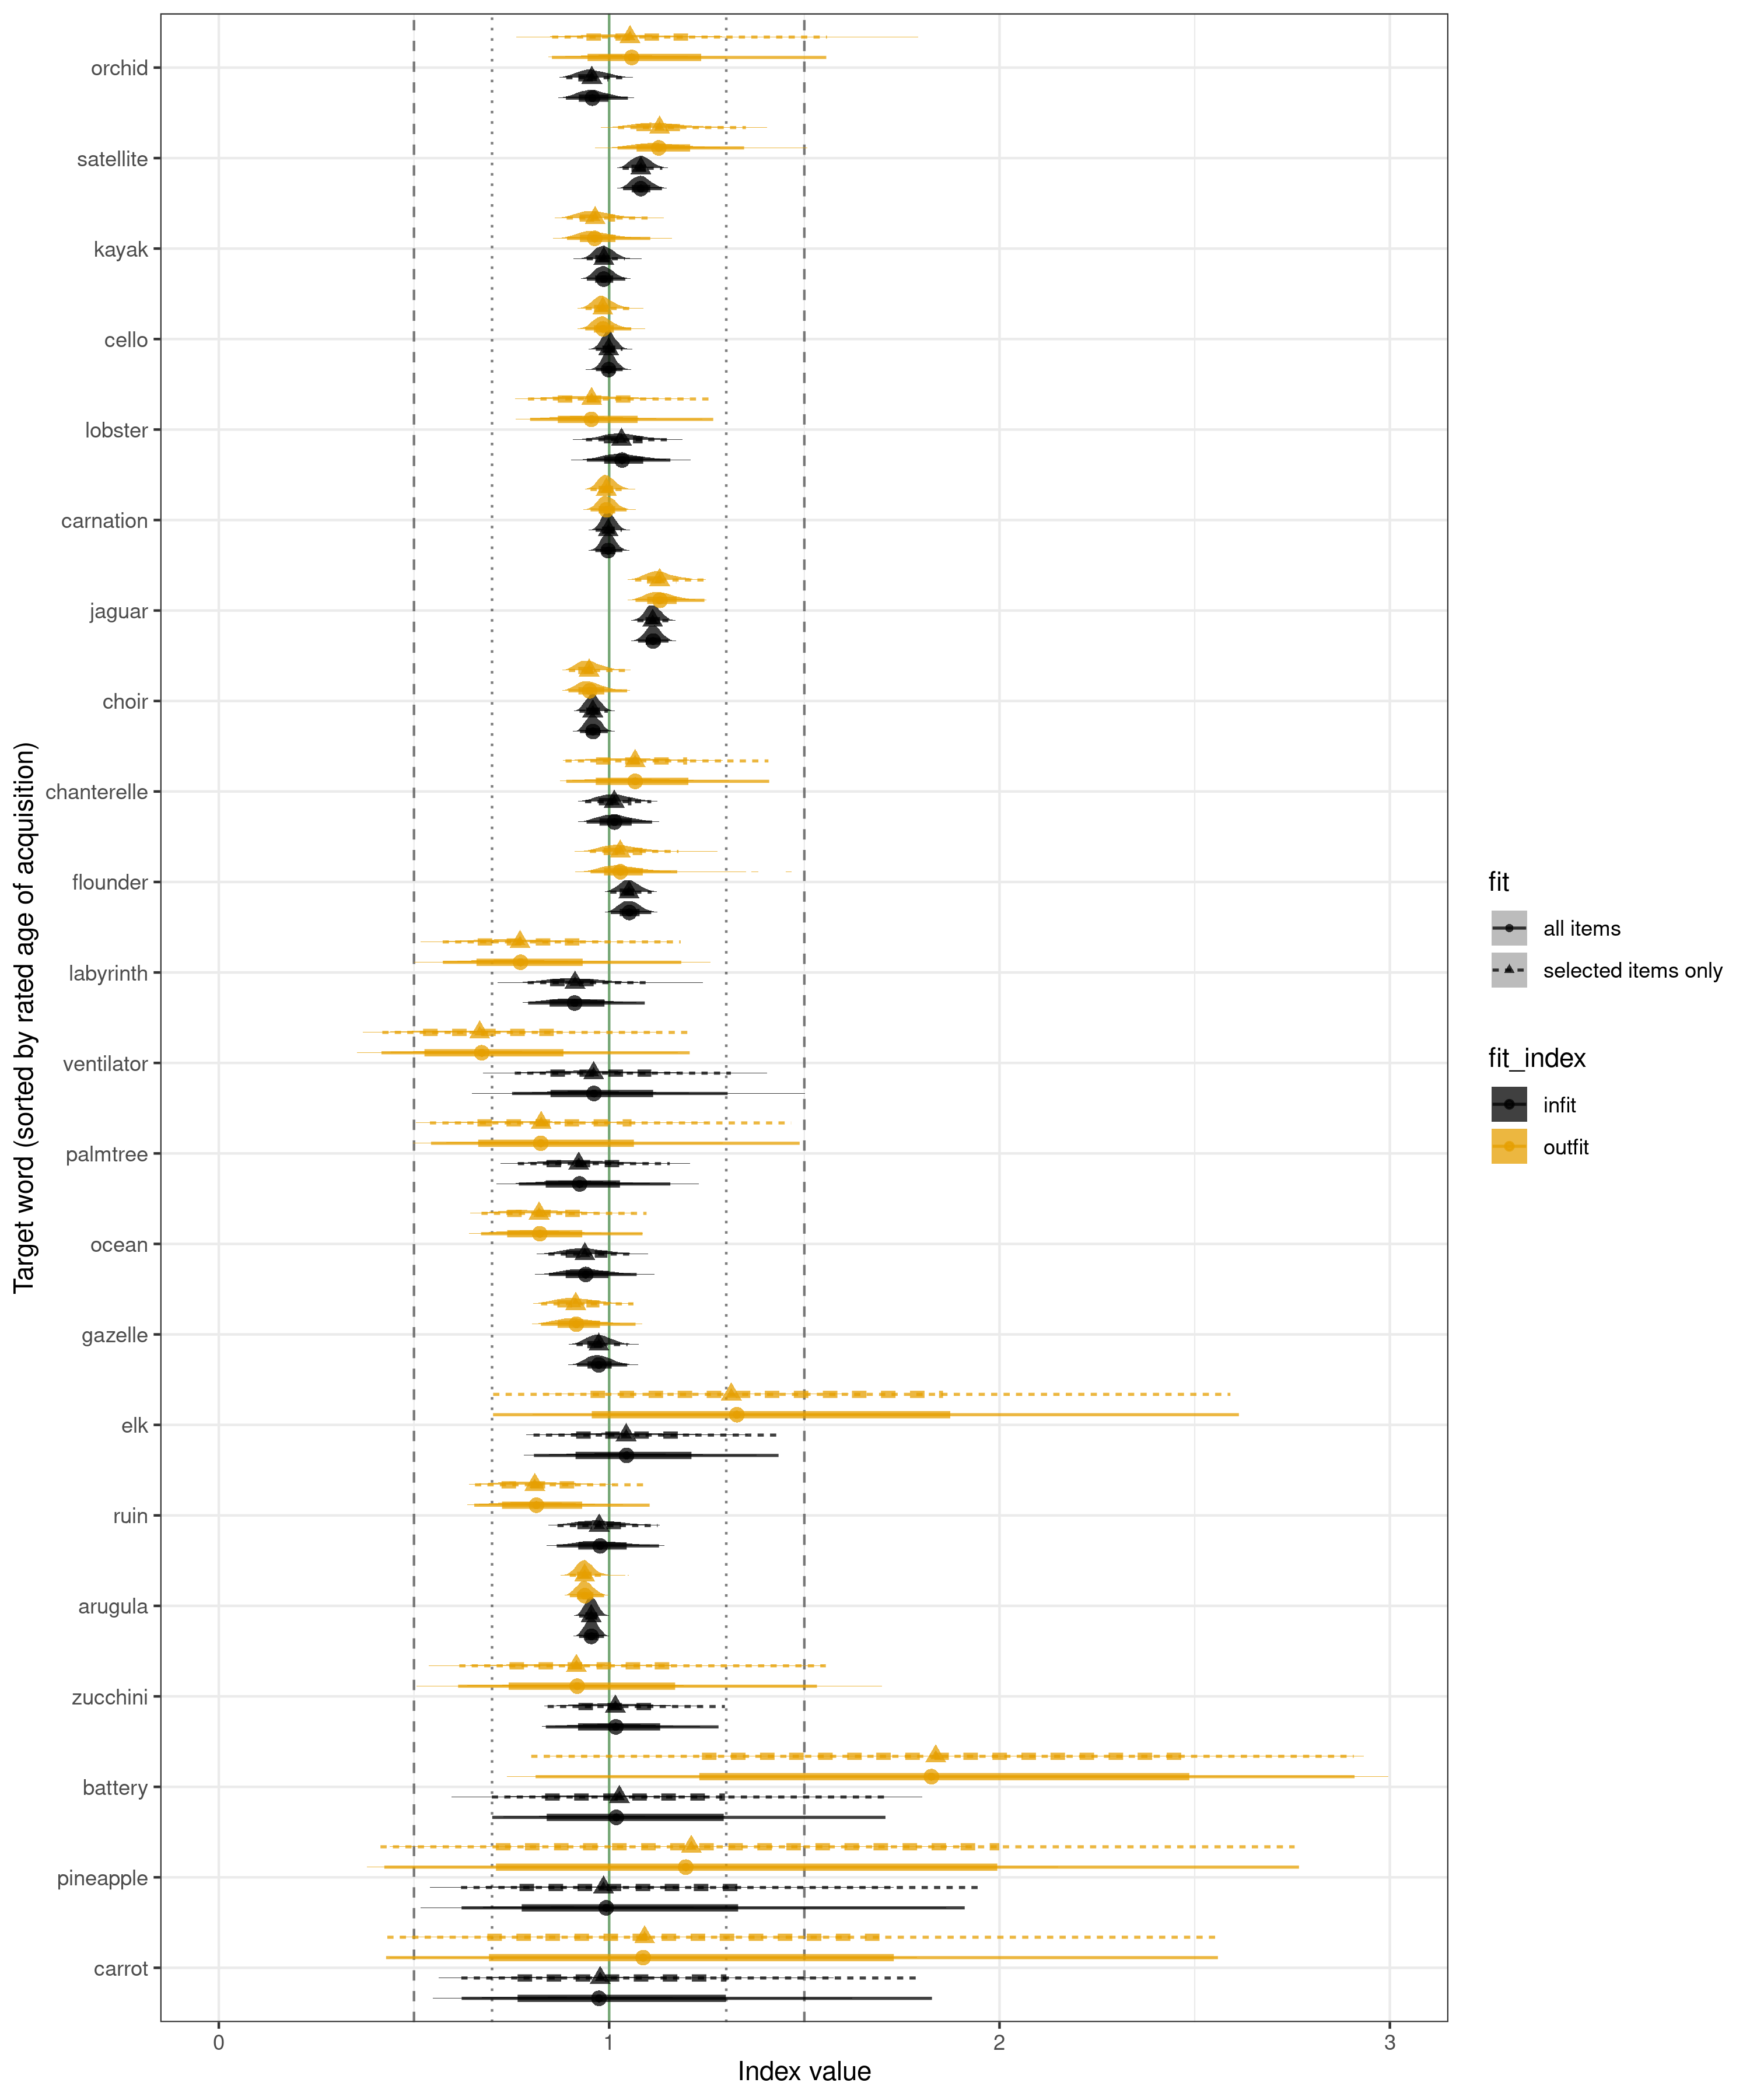 Target word (sorted by rated age of acquisition)
orchid
satellite
kayak
cello
lobster
carnation
jaguar
choir
chanterelle
flounder
labyrinth
ventilator
palmtree
ocean
gazelle
elk
ruin
arugula
zucchini
battery
pineapple
carrot
0
1
2
3
Index value
fit
all items
selected items only
fit_index
infit
outfit